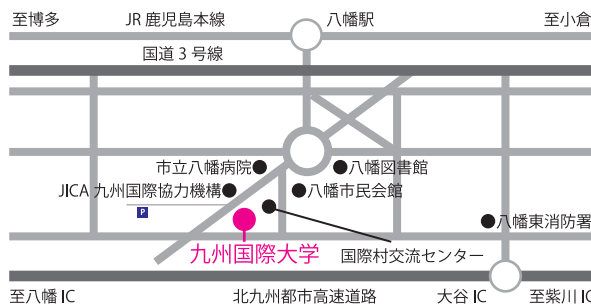 至博多 JR 鹿児島本線 八幡駅 至小倉
国道 3 号線
市立八幡病院 八幡図書館
JICA 九州国際協力機構 八幡市民会館
P
八幡東消防署
九州国際大学 国際村交流センター
至八幡 IC 北九州都市高速道路 大谷 IC 至紫川 IC